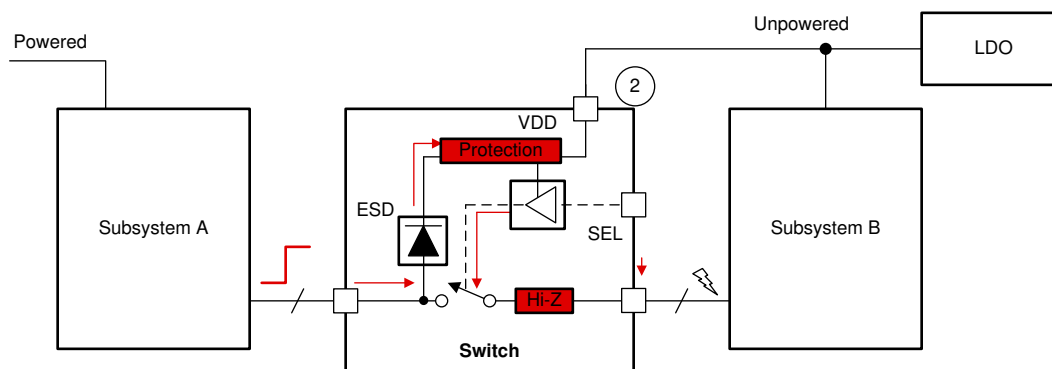 Unpowered
LDO
Powered
2
VDD
Protection
ESD
SEL
Subsystem A
Subsystem B
Hi-Z
Switch